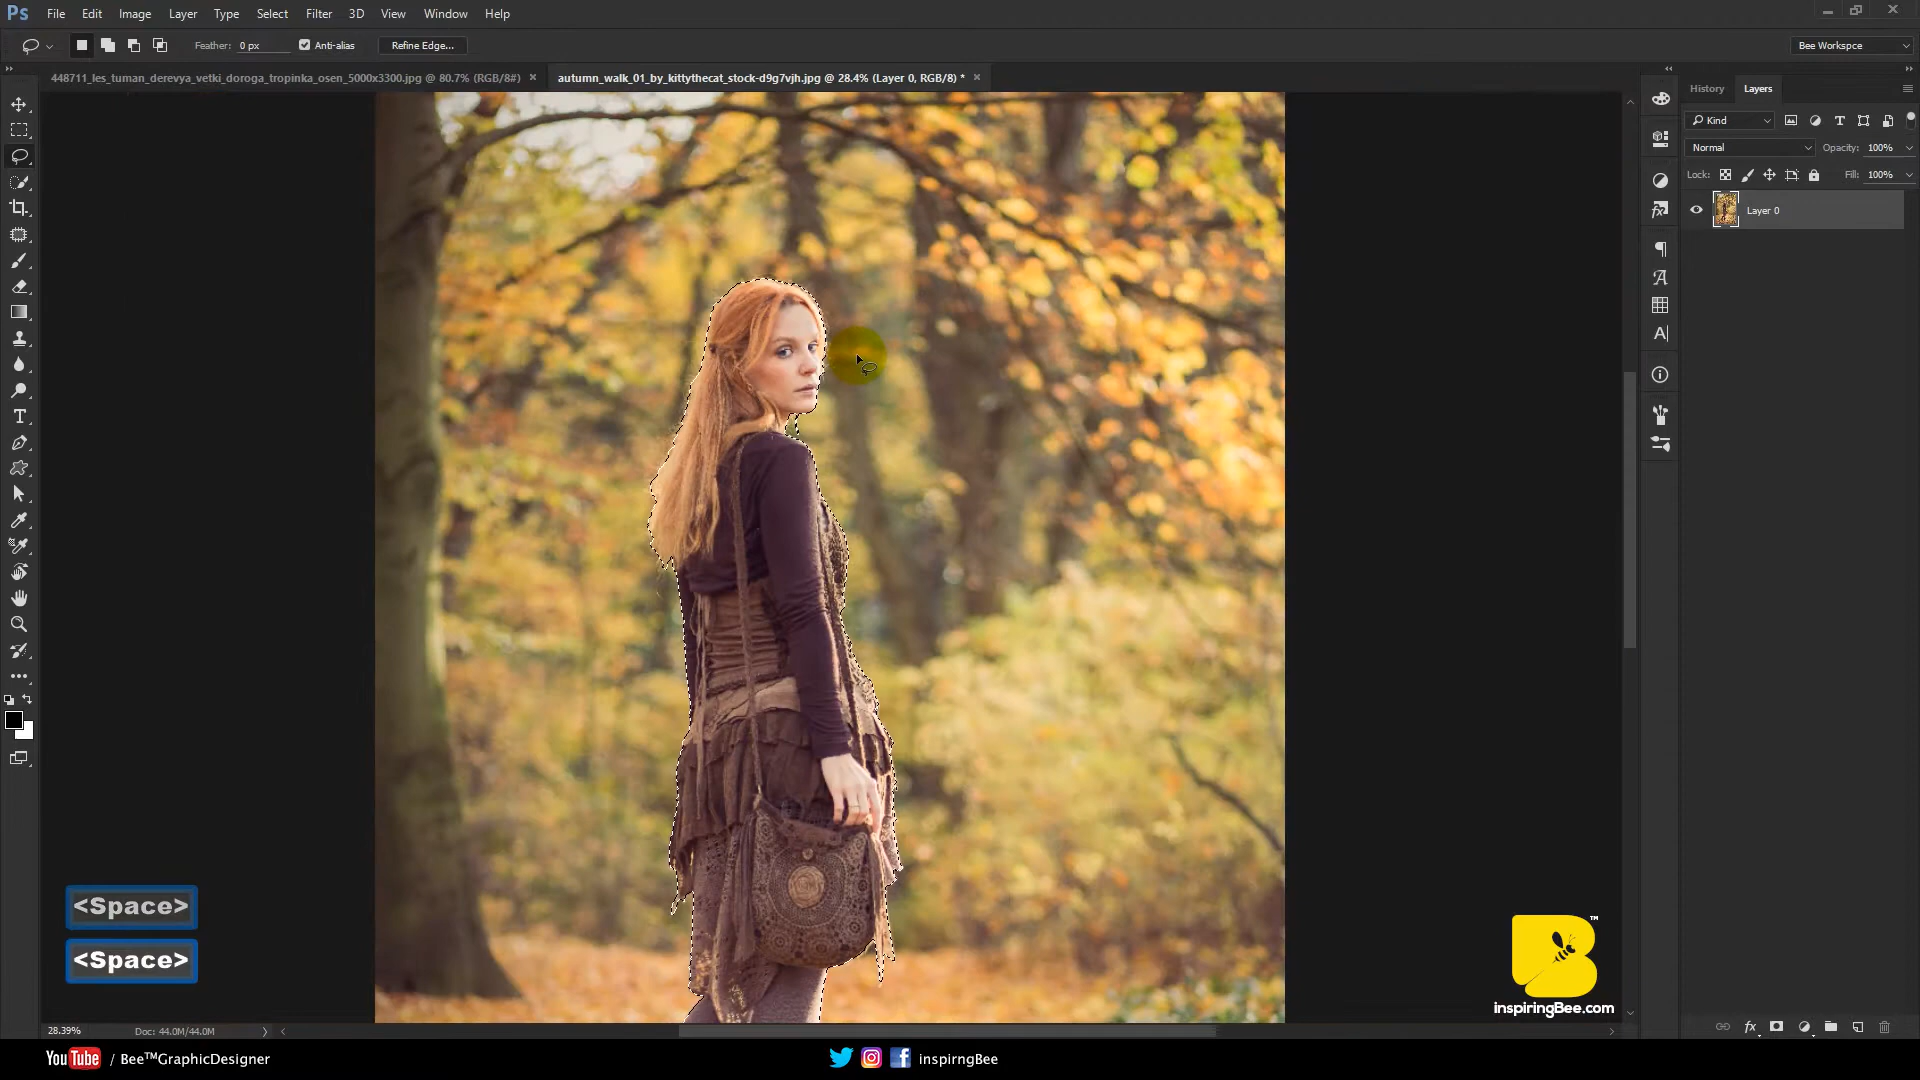 Ps File Edit Image Layer Type Select Filter 3D View Window Help
Feather: 0 px Anti-alias Refine Edge... Bee Workspce
448711_les_tuman_derevya_vetki_doroga_tropinka_osen_5000x3300.jpg @ 80.7% (RGB/8#) × autumn_walk_01_by_kittythecat_stock-d9g7vjh.jpg @ 28.4% (Layer 0, RGB/8) * ×
History Layers
Kind
Normal Opacity: 100%
Lock: Fill: 100%
Layer 0
<Space>
<Space>
B™
inspiringBee.com
28.39% Doc: 44.0M/44.0M
YouTube / Bee™GraphicDesigner inspirngBee